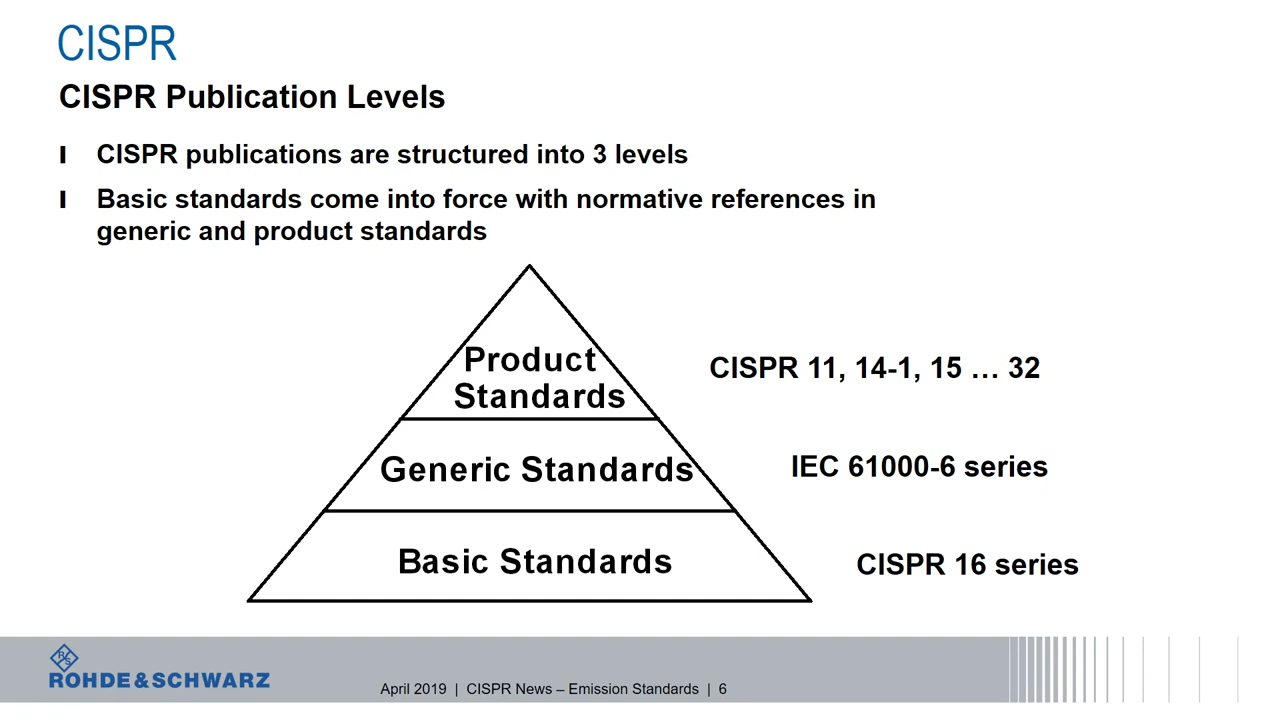 CISPR
CISPR Publication Levels
CISPR publications are structured into 3 levels
Basic standards come into force with normative references in
generic and product standards
Product
Standards
CISPR 11, 14-1, 15 … 32
Generic Standards
IEC 61000-6 series
Basic Standards
CISPR 16 series
R S
ROHDE&SCHWARZ
April 2019 | CISPR News – Emission Standards | 6